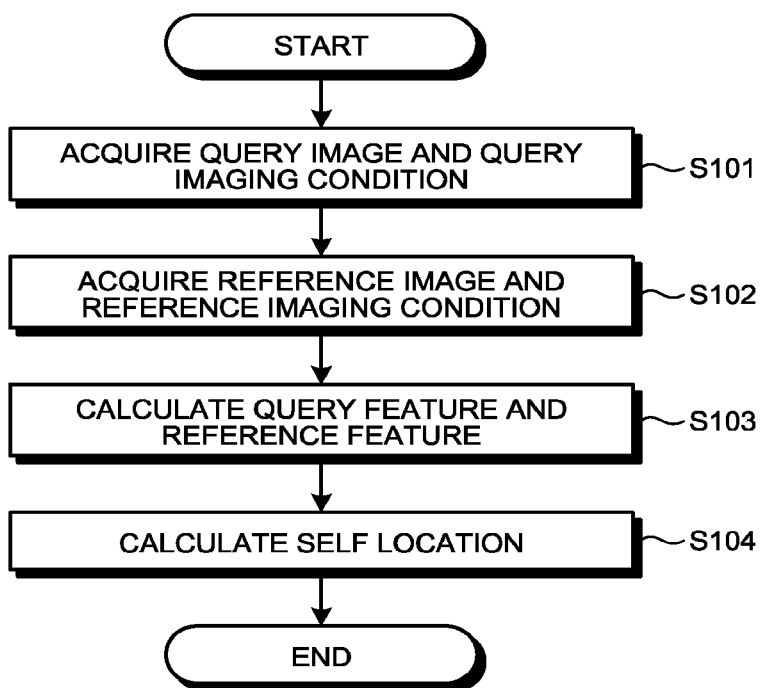 START
ACQUIRE QUERY IMAGE AND QUERY
IMAGING CONDITION
S101
ACQUIRE REFERENCE IMAGE AND
REFERENCE IMAGING CONDITION
S102
CALCULATE QUERY FEATURE AND
REFERENCE FEATURE
S103
CALCULATE SELF LOCATION
S104
END